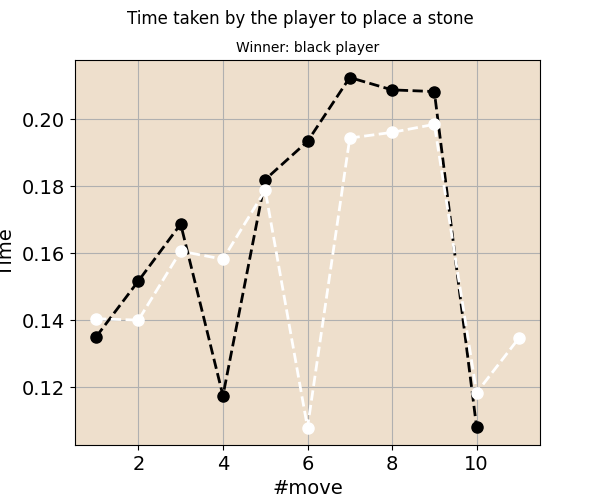 Time taken by the player to place a stone
Winner: black player
0.20
0.18
0.16
0.14
0.12
Time
2 4 6 8 10
#move